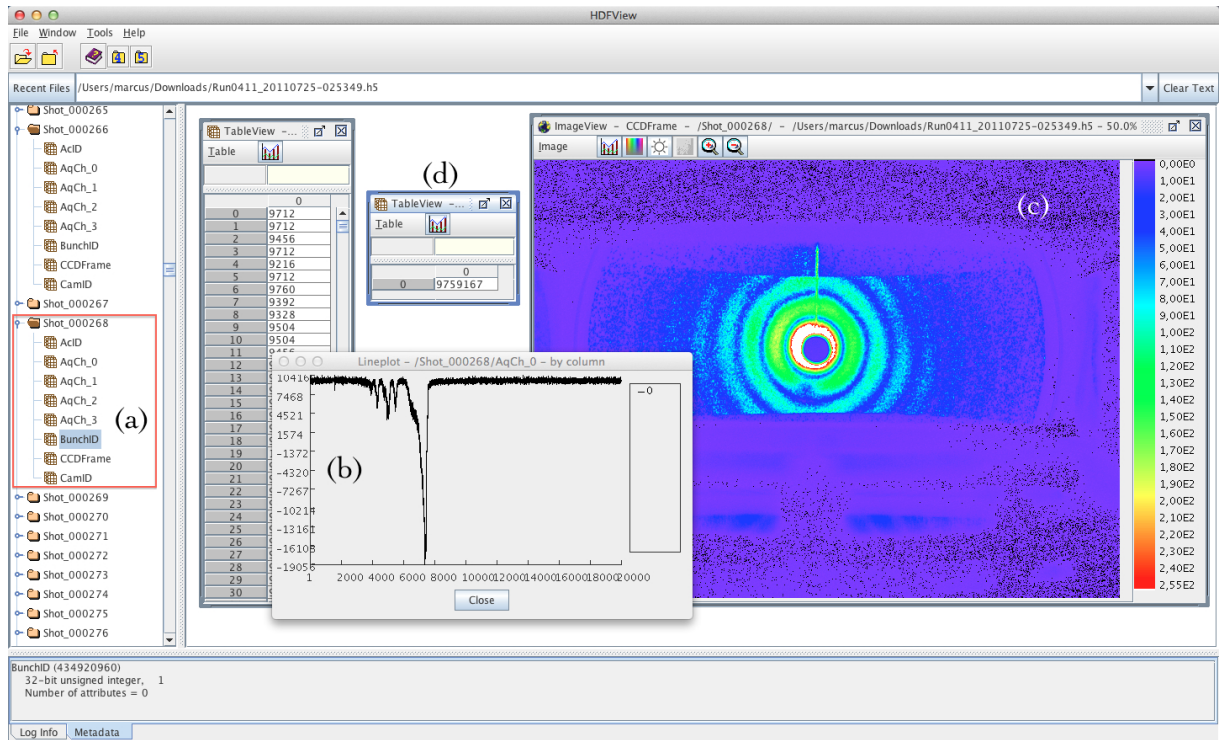 HDFView
File Window Tools Help
Recent Files /Users/marcus/Downloads/Run0411_20110725-025349.h5 Clear Text
Shot_000265
Shot_000266
AcID
AqCh_0
AqCh_1
AqCh_2
AqCh_3
BunchID
CCDFrame
CamID
Shot_000267
Shot_000268
AcID
AqCh_0
AqCh_1
AqCh_2
AqCh_3
BunchID
CCDFrame
CamID
(a)
Shot_000269
Shot_000270
Shot_000271
Shot_000272
Shot_000273
Shot_000274
Shot_000275
Shot_000276
TableView -...
Table
0
0 9712
1 9712
2 9456
3 9712
4 9216
5 9712
6 9760
7 9392
8 9328
9 9504
10 9504
11
12
13
14
15
16
17
18
19
20
21
22
23
24
25
26
27
28
29
30
(d)
TableView -...
Table
0
0 9759167
Lineplot - /Shot_000268/AqCh_0 - by column
10416
7468
4521
1574
-1372
-4320
-7267
-10214
-1316
-16108
-19056
1 2000 4000 6000 8000 10000 12000 14000 16000 18000 20000
0
(b)
Close
ImageView - CCDFrame - /Shot_000268/ - /Users/marcus/Downloads/Run0411_20110725-025349.h5 - 50.0%
Image
(c)
0,00E0
1,00E1
2,00E1
3,00E1
4,00E1
5,00E1
6,00E1
7,00E1
8,00E1
9,00E1
1,00E2
1,10E2
1,20E2
1,30E2
1,40E2
1,50E2
1,60E2
1,70E2
1,80E2
1,90E2
2,00E2
2,10E2
2,20E2
2,30E2
2,40E2
2,55E2
BunchID (434920960)
32-bit unsigned integer, 1
Number of attributes = 0
Log Info Metadata